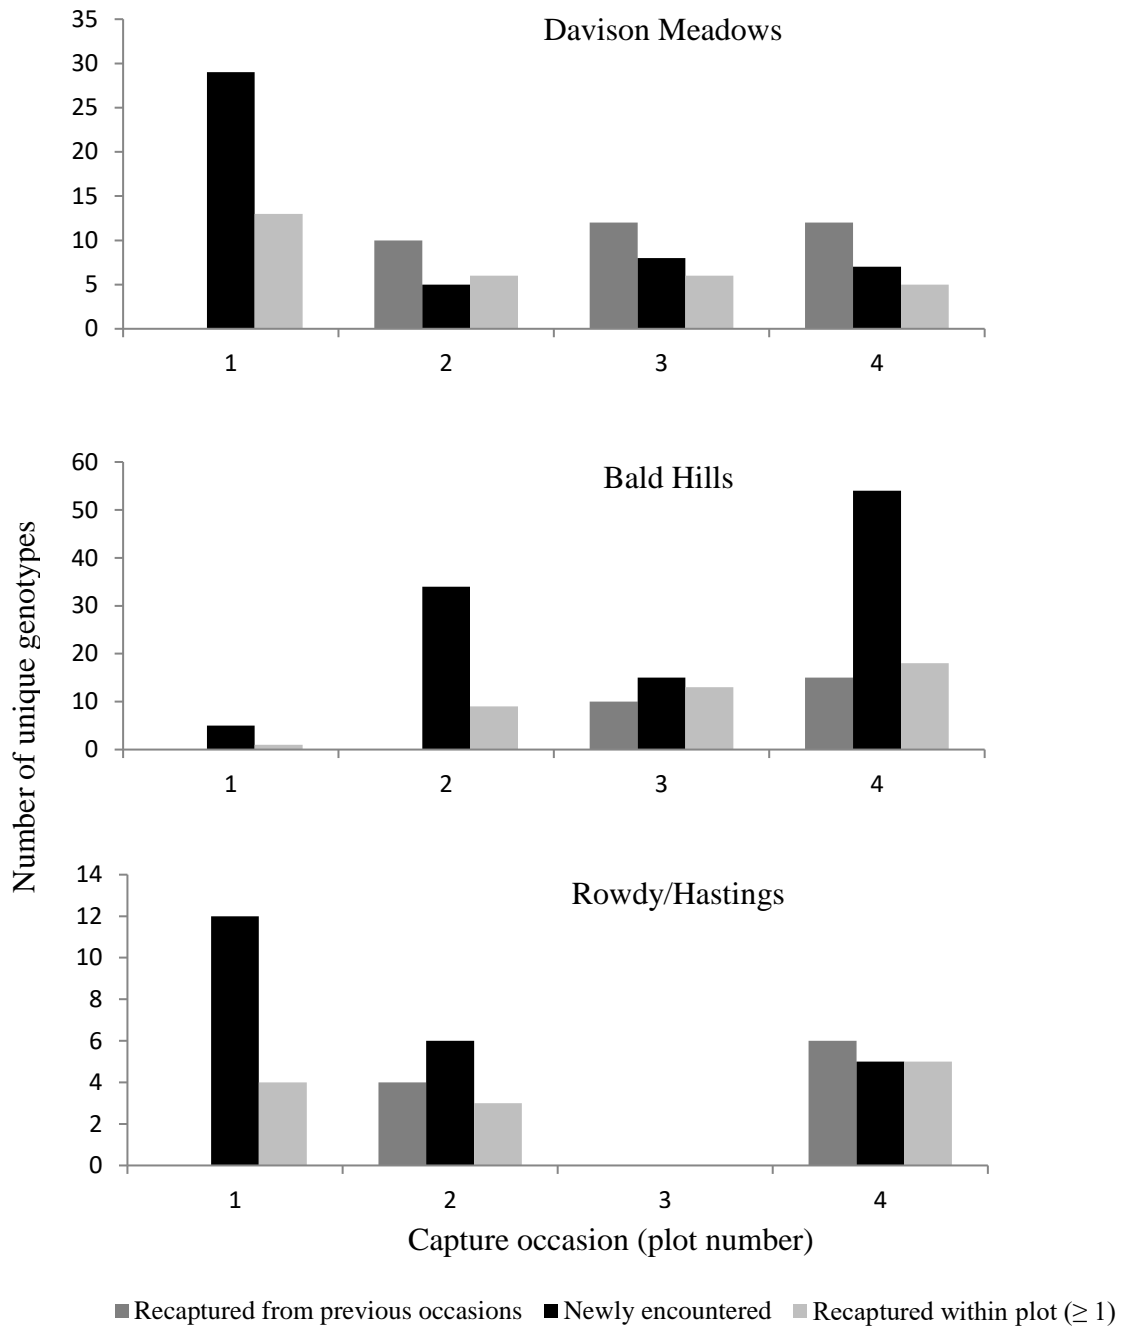 Davison Meadows
35
30
25
20
15
10
5
0
1 2 3 4
Bald Hills
60
50
40
30
20
10
0
1 2 3 4
Number of unique genotypes
Rowdy/Hastings
14
12
10
8
6
4
2
0
1 2 3 4
Capture occasion (plot number)
Recaptured from previous occasions Newly encountered Recaptured within plot (≥ 1)